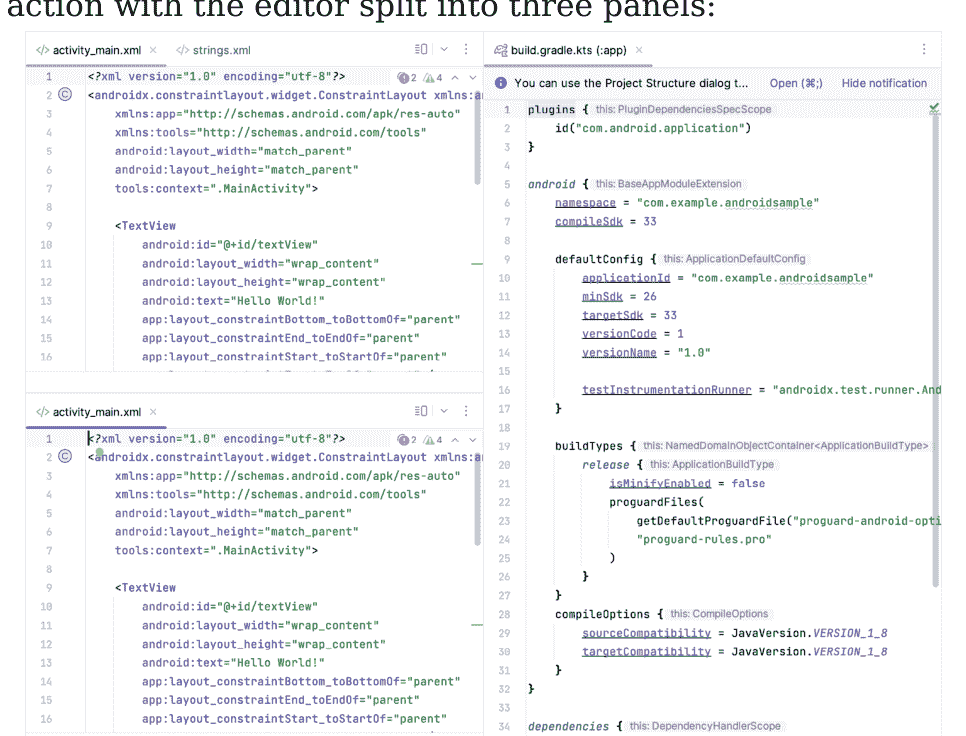 action with the editor split into three panels:
</> activity_main.xml × </> strings.xml
1 <?xml version="1.0" encoding="utf-8"?> 2 4
2 © <androidx.constraintlayout.widget.ConstraintLayout xmlns:a
3 xmlns:app="http://schemas.android.com/apk/res-auto"
4 xmlns:tools="http://schemas.android.com/tools"
5 android:layout_width="match_parent"
6 android:layout_height="match_parent"
7 tools:context=".MainActivity">
8
9 <TextView
10 android:id="@+id/textView"
11 android:layout_width="wrap_content"
12 android:layout_height="wrap_content"
13 android:text="Hello World!"
14 app:layout_constraintBottom_toBottomOf="parent"
15 app:layout_constraintEnd_toEndOf="parent"
16 app:layout_constraintStart_toStartOf="parent"
</> activity_main.xml ×
1 <?xml version="1.0" encoding="utf-8"?> 2 4
2 © <androidx.constraintlayout.widget.ConstraintLayout xmlns:a
3 xmlns:app="http://schemas.android.com/apk/res-auto"
4 xmlns:tools="http://schemas.android.com/tools"
5 android:layout_width="match_parent"
6 android:layout_height="match_parent"
7 tools:context=".MainActivity">
8
9 <TextView
10 android:id="@+id/textView"
11 android:layout_width="wrap_content"
12 android:layout_height="wrap_content"
13 android:text="Hello World!"
14 app:layout_constraintBottom_toBottomOf="parent"
15 app:layout_constraintEnd_toEndOf="parent"
16 app:layout_constraintStart_toStartOf="parent"
build.gradle.kts (:app) ×
You can use the Project Structure dialog t... Open (⌘;) Hide notification
1 plugins { this: PluginDependenciesSpecScope
2 id("com.android.application")
3 }
4
5 android { this: BaseAppModuleExtension
6 namespace = "com.example.androidsample"
7 compileSdk = 33
8
9 defaultConfig { this: ApplicationDefaultConfig
10 applicationId = "com.example.androidsample"
11 minSdk = 26
12 targetSdk = 33
13 versionCode = 1
14 versionName = "1.0"
15
16 testInstrumentationRunner = "androidx.test.runner.And
17 }
18
19 buildTypes { this: NamedDomainObjectContainer<ApplicationBuildType>
20 release { this: ApplicationBuildType
21 isMinifyEnabled = false
22 proguardFiles(
23 getDefaultProguardFile("proguard-android-opti
24 "proguard-rules.pro"
25 )
26 }
27 }
28 compileOptions { this: CompileOptions
29 sourceCompatibility = JavaVersion.VERSION_1_8
30 targetCompatibility = JavaVersion.VERSION_1_8
31 }
32 }
33
34 dependencies { this: DependencyHandlerScope